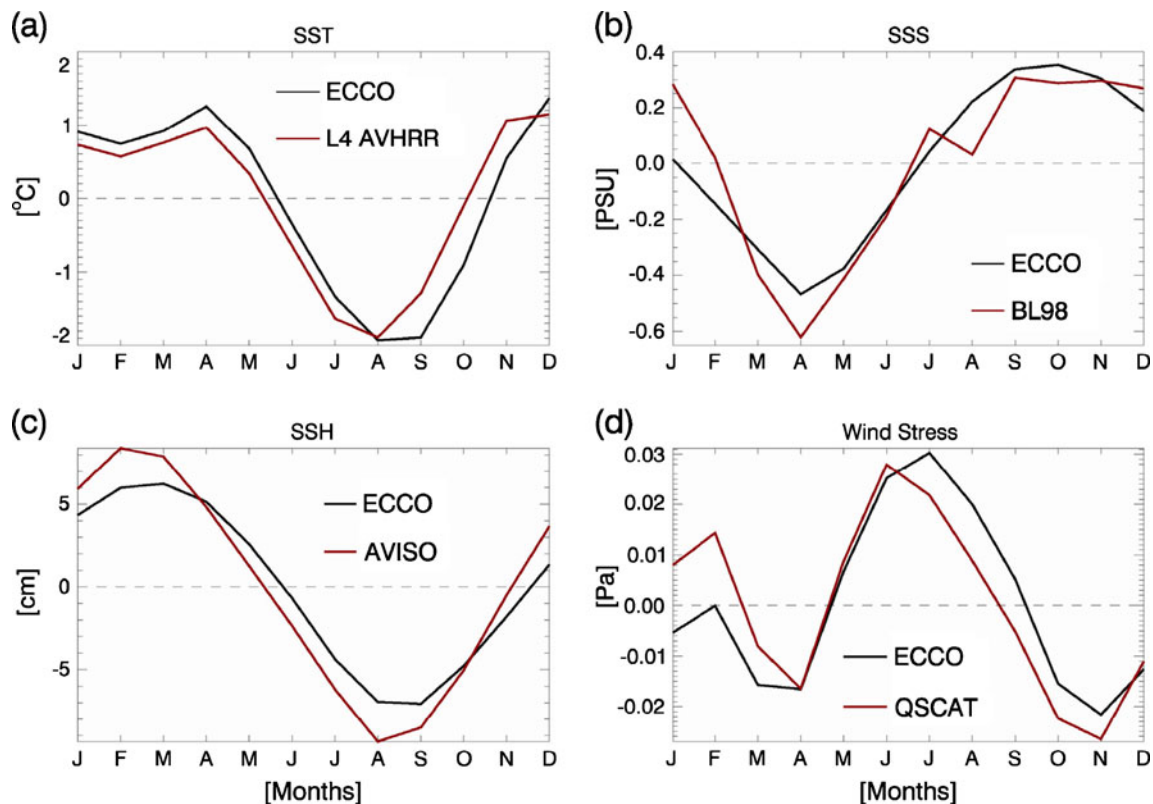 (a)
SST
ECCO
L4 AVHRR
[°C]
2
1
0
-1
-2
J F M A M J J A S O N D
(b)
SSS
ECCO
BL98
[PSU]
0.4
0.2
0.0
-0.2
-0.4
-0.6
J F M A M J J A S O N D
(c)
SSH
ECCO
AVISO
[cm]
5
0
-5
J F M A M J J A S O N D
[Months]
(d)
Wind Stress
ECCO
QSCAT
[Pa]
0.03
0.02
0.01
0.00
-0.01
-0.02
J F M A M J J A S O N D
[Months]